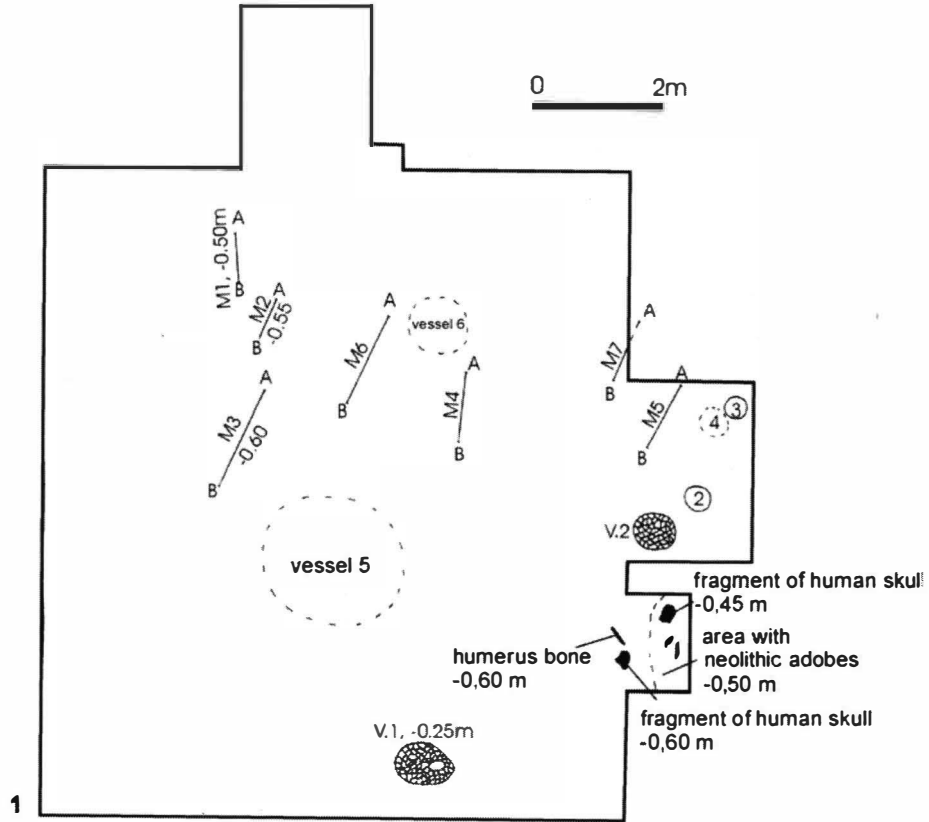 0 2m
A
M1, -0.50m
B
A
M2
-0.55
B
A
M6
B
vessel 6
A
M7
B
A
M3
-0.60
B
A
M4
B
A
M5
B
3
4
2
V.2
vessel 5
fragment of human skull
-0,45 m
area with
neolithic adobes
-0,50 m
humerus bone
-0,60 m
fragment of human skull
-0,60 m
V.1, -0.25m
1